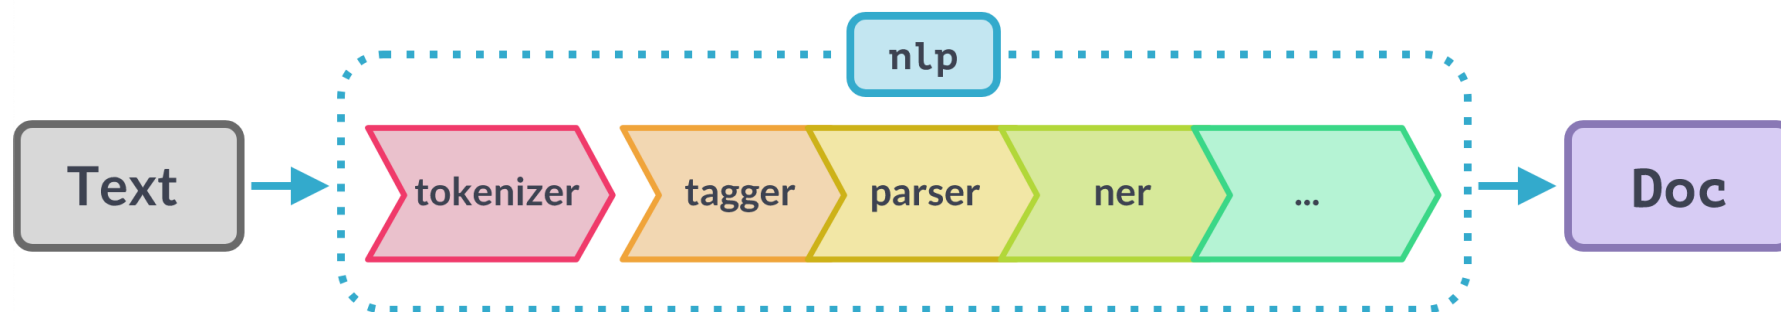 nlp
Text
tokenizer
tagger
parser
ner
...
Doc